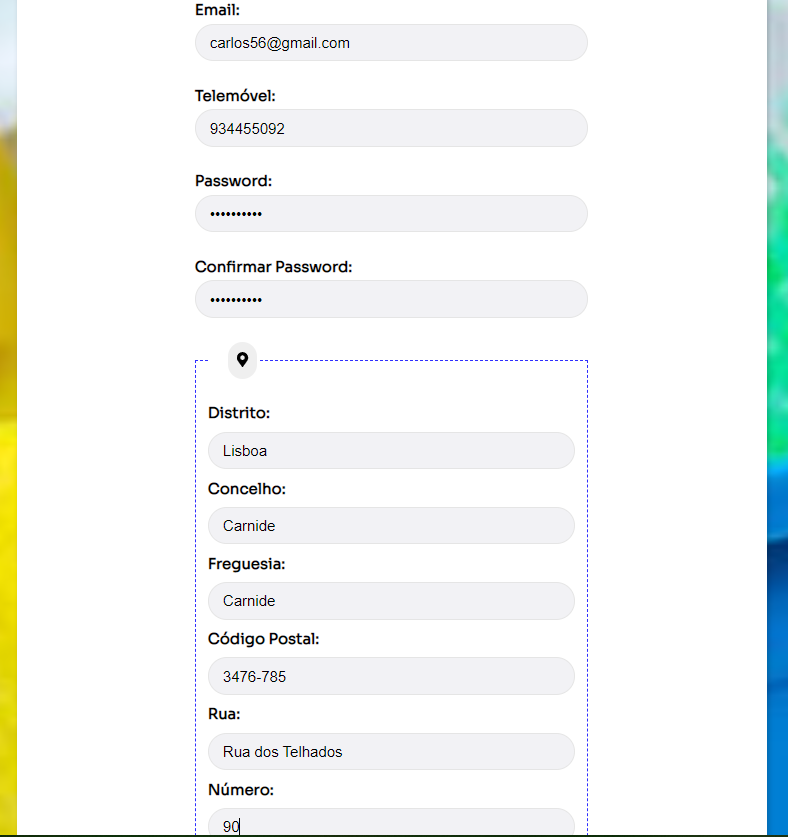 Email:
carlos56@gmail.com
Telemóvel:
934455092
Password:
••••••••••
Confirmar Password:
••••••••••
Distrito:
Lisboa
Concelho:
Carnide
Freguesia:
Carnide
Código Postal:
3476-785
Rua:
Rua dos Telhados
Número:
90